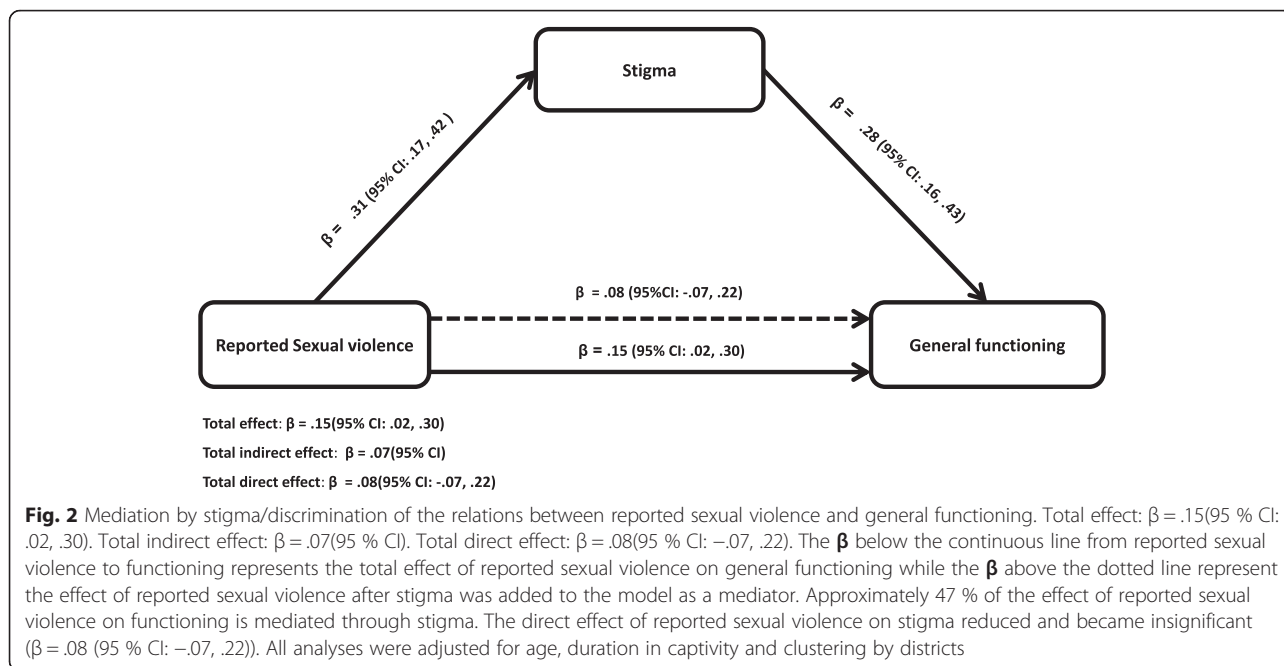 Stigma
β = .31 (95% CI: .17, .42 )
β = .28 (95% CI: .16, .43)
β = .08 (95%CI: -.07, .22)
Reported Sexual violence
General functioning
β = .15 (95% CI: .02, .30)
Total effect: β = .15(95% CI: .02, .30)
Total indirect effect: β = .07(95% CI)
Total direct effect: β = .08(95% CI: -.07, .22)
Fig. 2 Mediation by stigma/discrimination of the relations between reported sexual violence and general functioning. Total effect: β = .15(95 % CI:
.02, .30). Total indirect effect: β = .07(95 % CI). Total direct effect: β = .08(95 % CI: −.07, .22). The β below the continuous line from reported sexual
violence to functioning represents the total effect of reported sexual violence on general functioning while the β above the dotted line represent
the effect of reported sexual violence after stigma was added to the model as a mediator. Approximately 47 % of the effect of reported sexual
violence on functioning is mediated through stigma. The direct effect of reported sexual violence on stigma reduced and became insignificant
(β = .08 (95 % CI: −.07, .22)). All analyses were adjusted for age, duration in captivity and clustering by districts